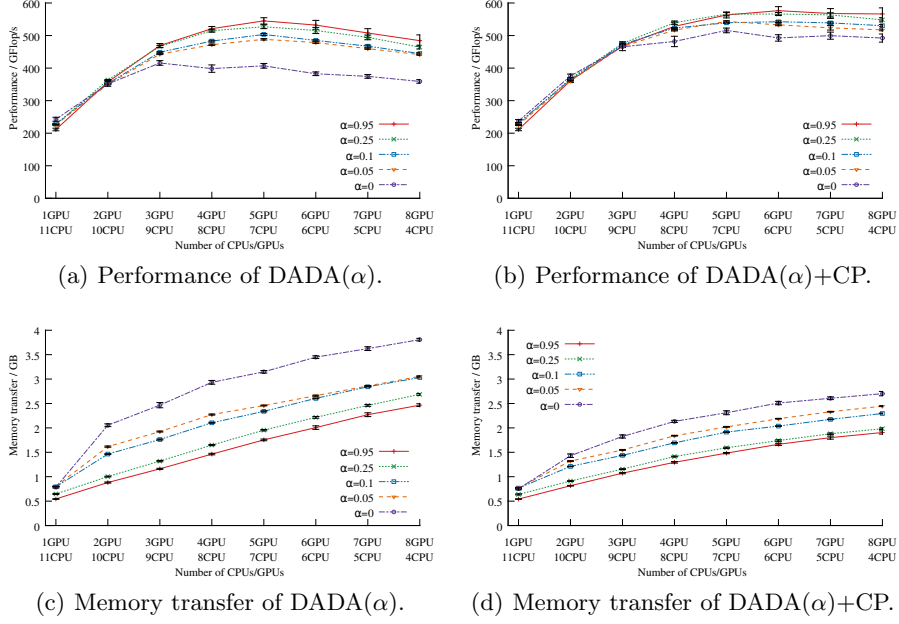 Performance / GFlop/s
600
500
400
300
200
100
0
α=0.95
α=0.25
α=0.1
α=0.05
α=0
1GPU 2GPU 3GPU 4GPU 5GPU 6GPU 7GPU 8GPU
11CPU 10CPU 9CPU 8CPU 7CPU 6CPU 5CPU 4CPU
Number of CPUs/GPUs
(a) Performance of DADA(α).
Performance / GFlop/s
600
500
400
300
200
100
0
α=0.95
α=0.25
α=0.1
α=0.05
α=0
1GPU 2GPU 3GPU 4GPU 5GPU 6GPU 7GPU 8GPU
11CPU 10CPU 9CPU 8CPU 7CPU 6CPU 5CPU 4CPU
Number of CPUs/GPUs
(b) Performance of DADA(α)+CP.
Memory transfer / GB
4
3.5
3
2.5
2
1.5
1
0.5
0
α=0.95
α=0.25
α=0.1
α=0.05
α=0
1GPU 2GPU 3GPU 4GPU 5GPU 6GPU 7GPU 8GPU
11CPU 10CPU 9CPU 8CPU 7CPU 6CPU 5CPU 4CPU
Number of CPUs/GPUs
(c) Memory transfer of DADA(α).
Memory transfer / GB
4
3.5
3
2.5
2
1.5
1
0.5
0
α=0.95
α=0.25
α=0.1
α=0.05
α=0
1GPU 2GPU 3GPU 4GPU 5GPU 6GPU 7GPU 8GPU
11CPU 10CPU 9CPU 8CPU 7CPU 6CPU 5CPU 4CPU
Number of CPUs/GPUs
(d) Memory transfer of DADA(α)+CP.